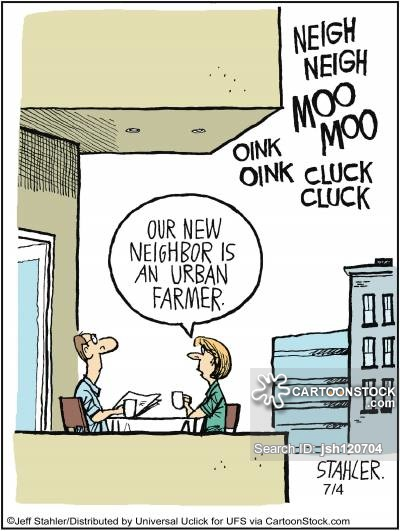 NEIGH
NEIGH
MOO
MOO
OINK
OINK
CLUCK
CLUCK
OUR NEW
NEIGHBOR IS
AN URBAN
FARMER.
CARTOONSTOCK
.com
Search ID: jsh120704
STAHLER.
7/4
©Jeff Stahler/Distributed by Universal Uclick for UFS via CartoonStock.com